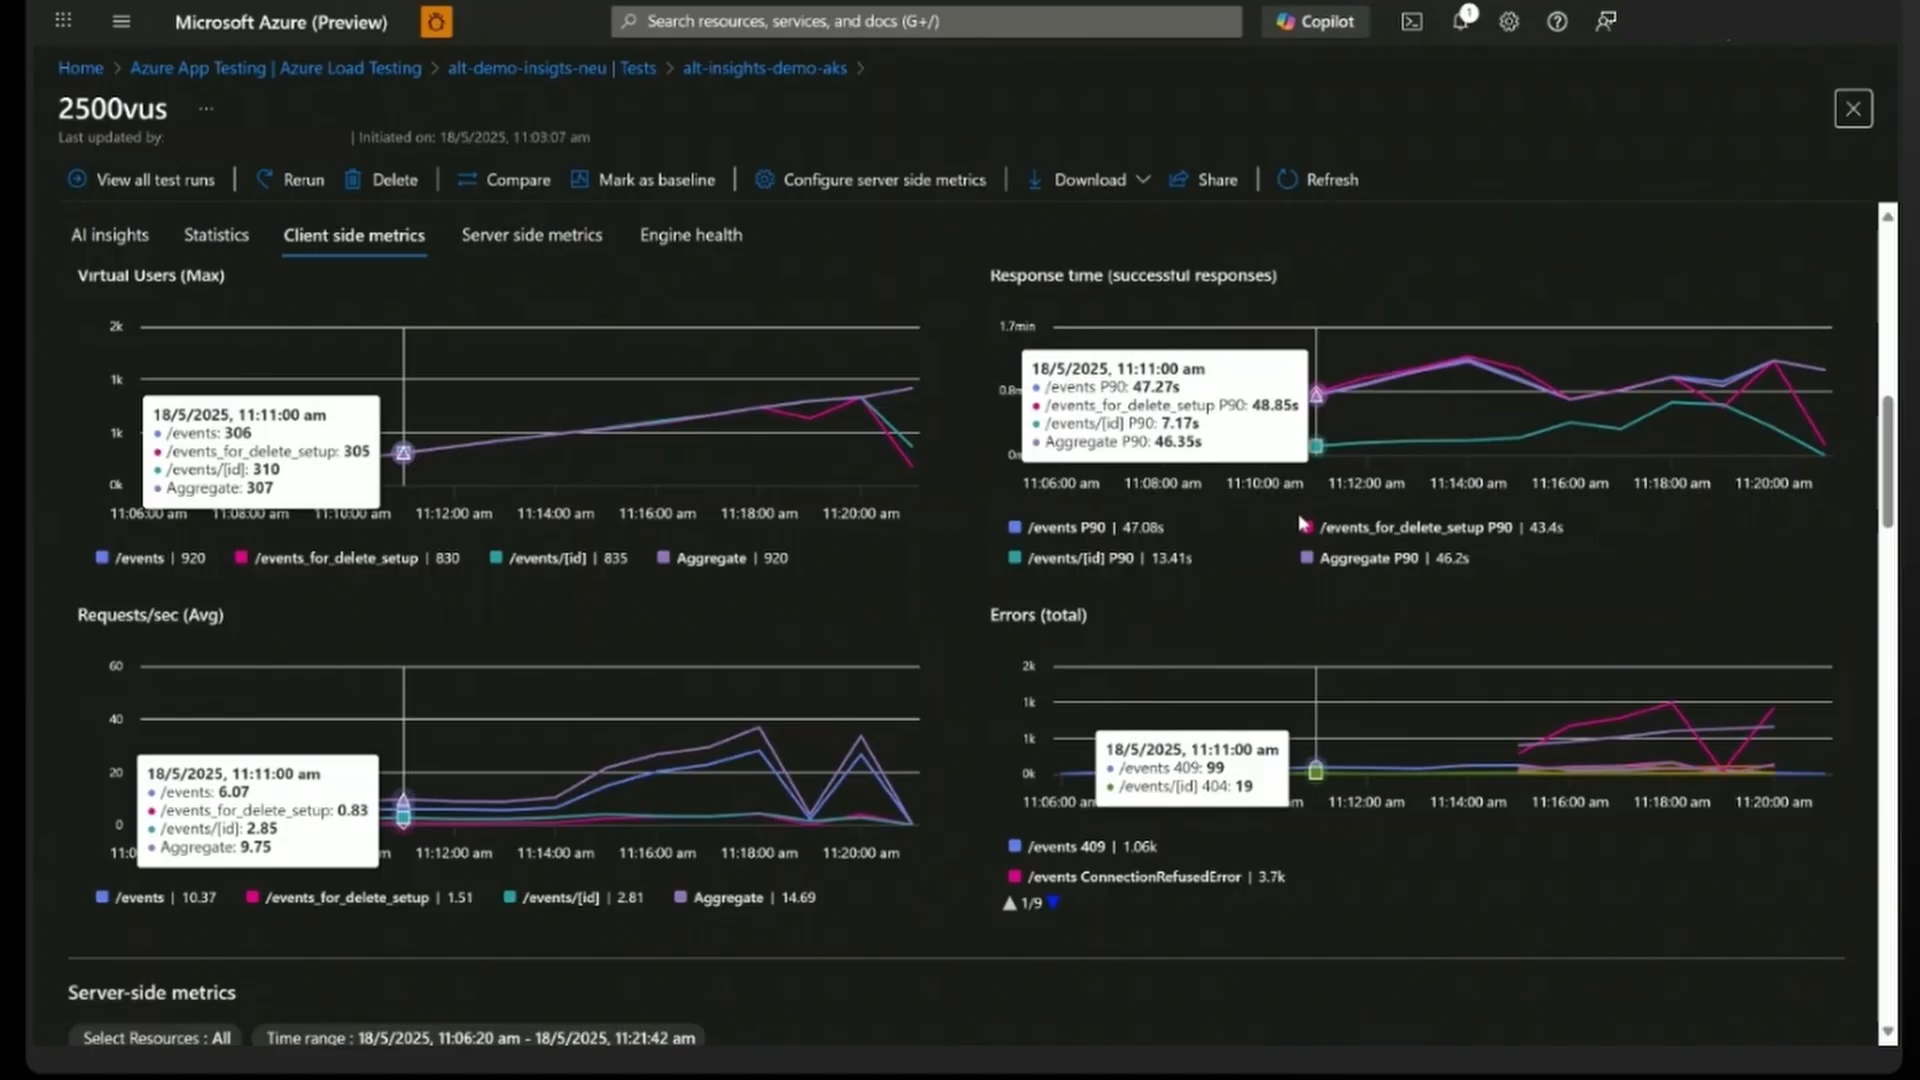 Microsoft Azure (Preview)
Search resources, services, and docs (G+/)
Copilot
1
Home > Azure App Testing | Azure Load Testing > alt-demo-insigts-neu | Tests > alt-insights-demo-aks >
2500vus ...
Last updated by: | Initiated on: 18/5/2025, 11:03:07 am
View all test runs
Rerun
Delete
Compare
Mark as baseline
Configure server side metrics
Download
Share
Refresh
AI insights
Statistics
Client side metrics
Server side metrics
Engine health
Virtual Users (Max)
2k
1k
1k
0k
18/5/2025, 11:11:00 am
/events: 306
/events_for_delete_setup: 305
/events/[id]: 310
Aggregate: 307
11:06:00 am 11:08:00 am 11:10:00 am 11:12:00 am 11:14:00 am 11:16:00 am 11:18:00 am 11:20:00 am
/events | 920 /events_for_delete_setup | 830 /events/[id] | 835 Aggregate | 920
Response time (successful responses)
1.7min
18/5/2025, 11:11:00 am
/events P90: 47.27s
/events_for_delete_setup P90: 48.85s
/events/[id] P90: 7.17s
Aggregate P90: 46.35s
11:06:00 am 11:08:00 am 11:10:00 am 11:12:00 am 11:14:00 am 11:16:00 am 11:18:00 am 11:20:00 am
/events P90 | 47.08s /events_for_delete_setup P90 | 43.4s
/events/[id] P90 | 13.41s Aggregate P90 | 46.2s
Requests/sec (Avg)
60
40
20
0
18/5/2025, 11:11:00 am
/events: 6.07
/events_for_delete_setup: 0.83
/events/[id]: 2.85
Aggregate: 9.75
11:12:00 am 11:14:00 am 11:16:00 am 11:18:00 am 11:20:00 am
/events | 10.37 /events_for_delete_setup | 1.51 /events/[id] | 2.81 Aggregate | 14.69
Errors (total)
2k
1k
1k
0k
18/5/2025, 11:11:00 am
/events 409: 99
/events/[id] 404: 19
11:06:00 am 11:12:00 am 11:14:00 am 11:16:00 am 11:18:00 am 11:20:00 am
/events 409 | 1.06k
/events ConnectionRefusedError | 3.7k
1/9
Server-side metrics
Select Resources : All
Time range : 18/5/2025, 11:06:20 am - 18/5/2025, 11:21:42 am